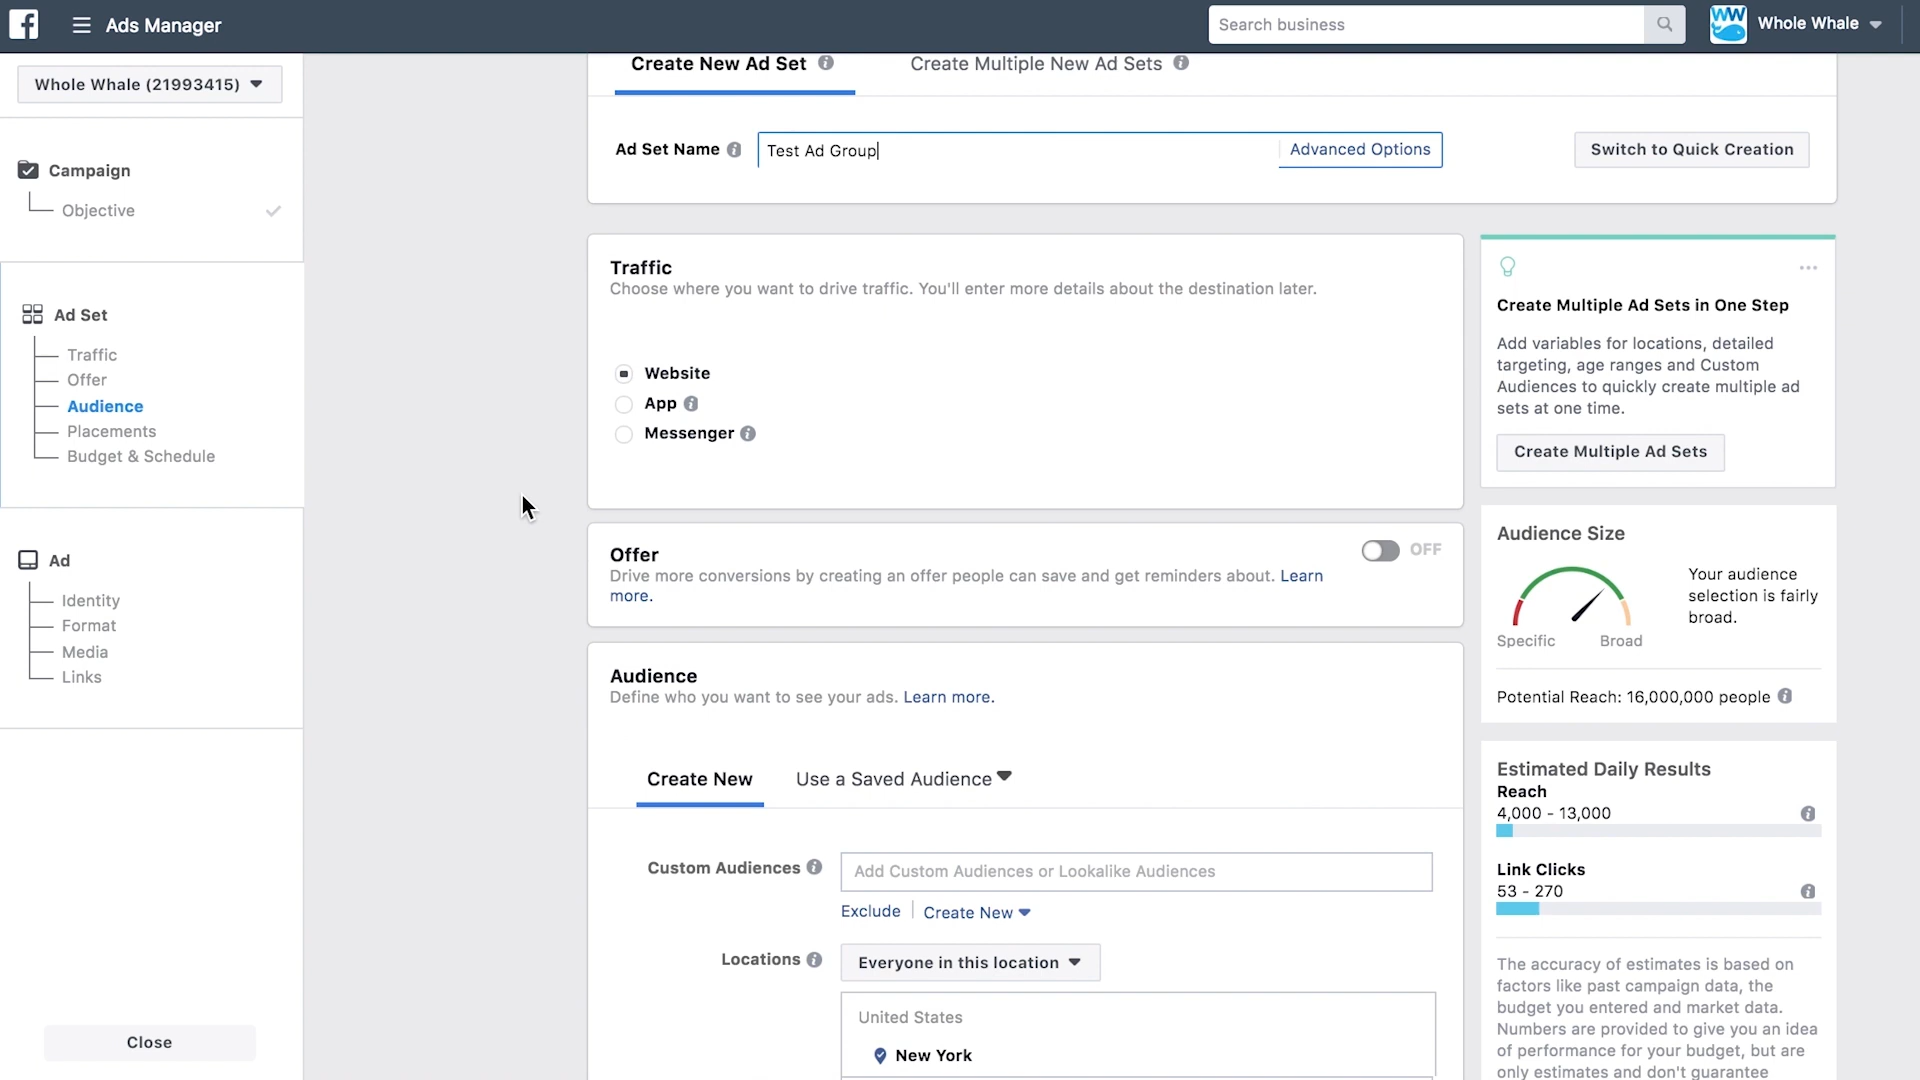 f
Ads Manager
Search business
WW
Whole Whale
Whole Whale (21993415)
Campaign
Objective
Ad Set
Traffic
Offer
Audience
Placements
Budget & Schedule
Ad
Identity
Format
Media
Links
Close
Create New Ad Set
Create Multiple New Ad Sets
Ad Set Name
Test Ad Group
Advanced Options
Switch to Quick Creation
Traffic
Choose where you want to drive traffic. You'll enter more details about the destination later.
Website
App
Messenger
Offer
OFF
Drive more conversions by creating an offer people can save and get reminders about. Learn
more.
Audience
Define who you want to see your ads. Learn more.
Create New
Use a Saved Audience
Custom Audiences
Add Custom Audiences or Lookalike Audiences
Exclude
Create New
Locations
Everyone in this location
United States
New York
Create Multiple Ad Sets in One Step
Add variables for locations, detailed
targeting, age ranges and Custom
Audiences to quickly create multiple ad
sets at one time.
Create Multiple Ad Sets
Audience Size
Your audience
selection is fairly
broad.
Specific
Broad
Potential Reach: 16,000,000 people
Estimated Daily Results
Reach
4,000 - 13,000
Link Clicks
53 - 270
The accuracy of estimates is based on
factors like past campaign data, the
budget you entered and market data.
Numbers are provided to give you an idea
of performance for your budget, but are
only estimates and don't guarantee